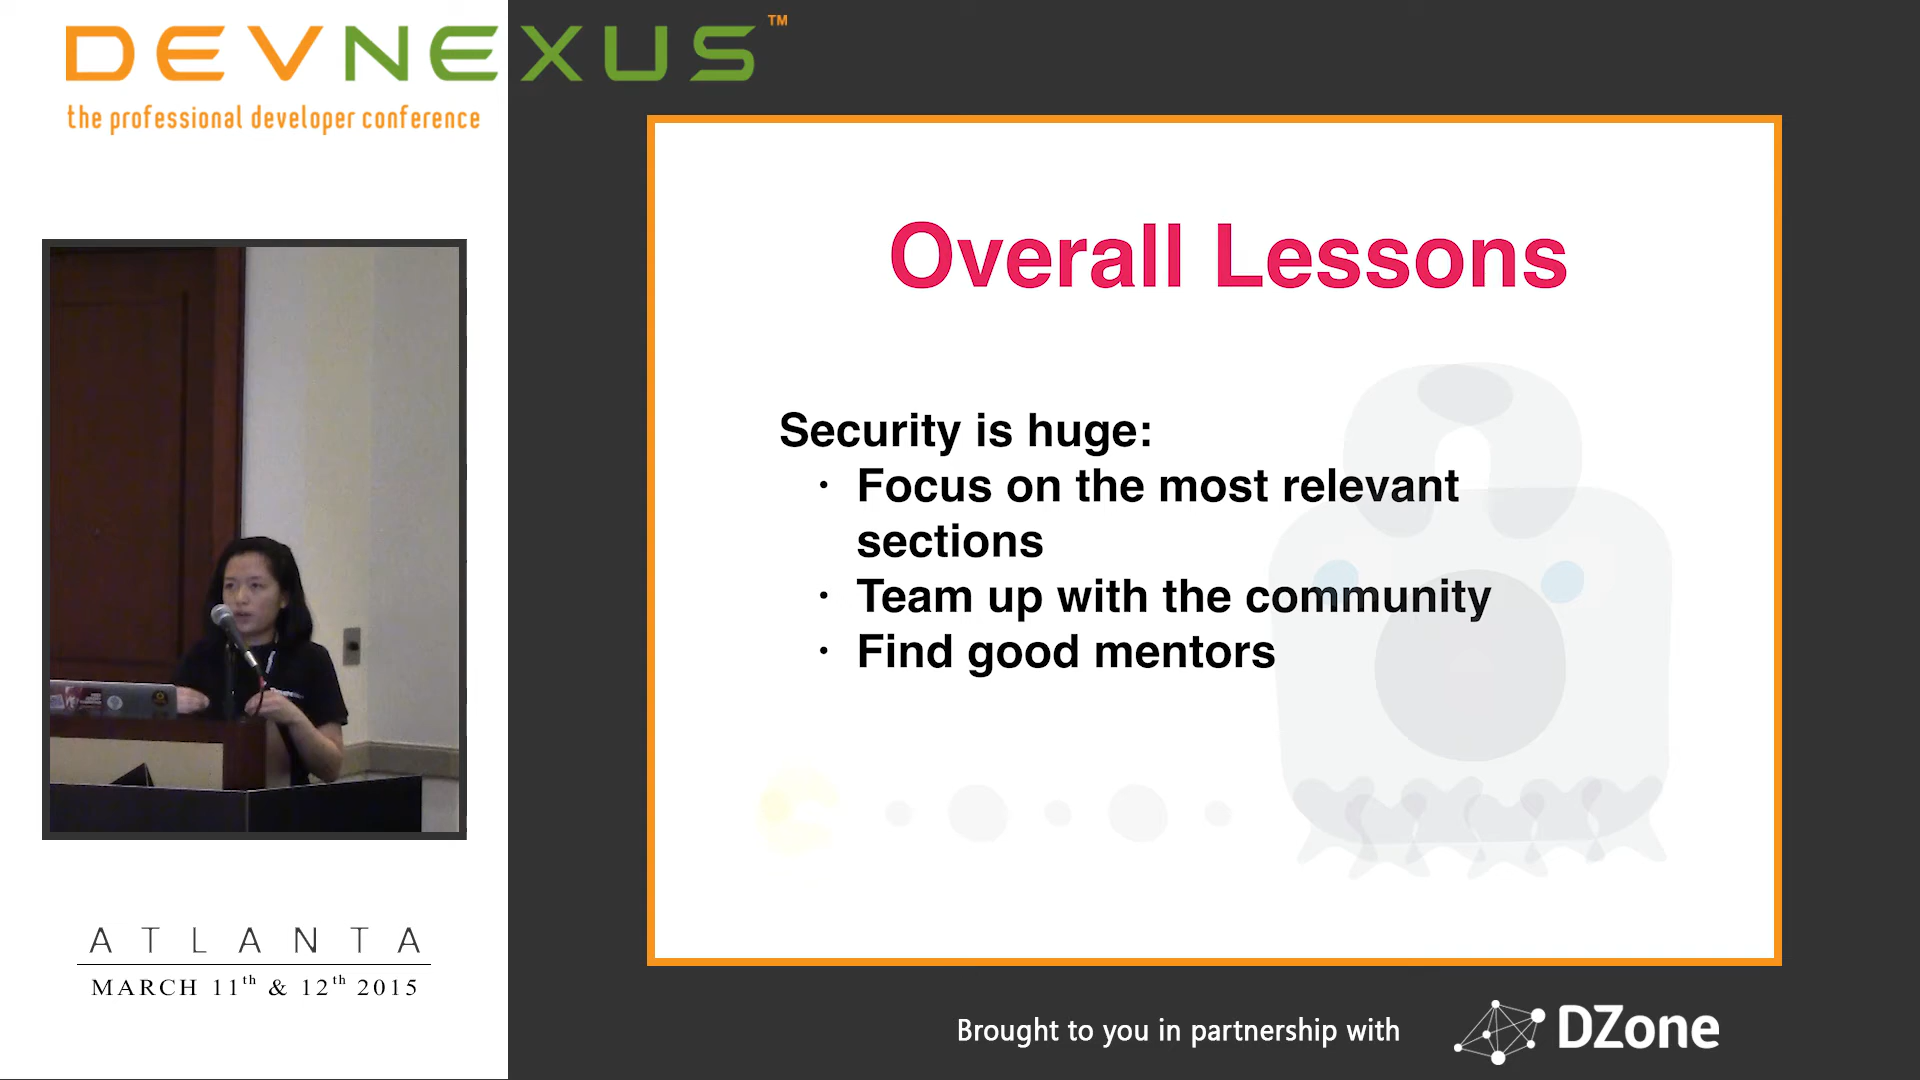 DEVNEXUS™
the professional developer conference
Overall Lessons
Security is huge:
· Focus on the most relevant
sections
· Team up with the community
· Find good mentors
ATLANTA
MARCH 11th & 12th 2015
Brought to you in partnership with
DZone